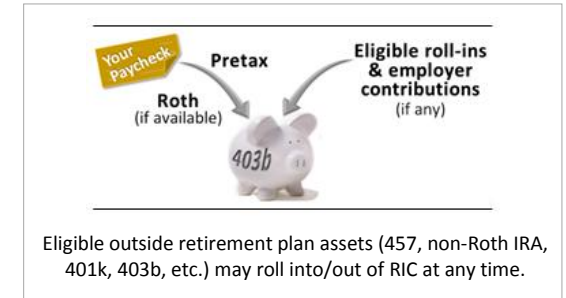 Your
Paycheck
Pretax
Roth
(if available)
Eligible roll-ins
& employer
contributions
(if any)
403b
Eligible outside retirement plan assets (457, non-Roth IRA,
401k, 403b, etc.) may roll into/out of RIC at any time.